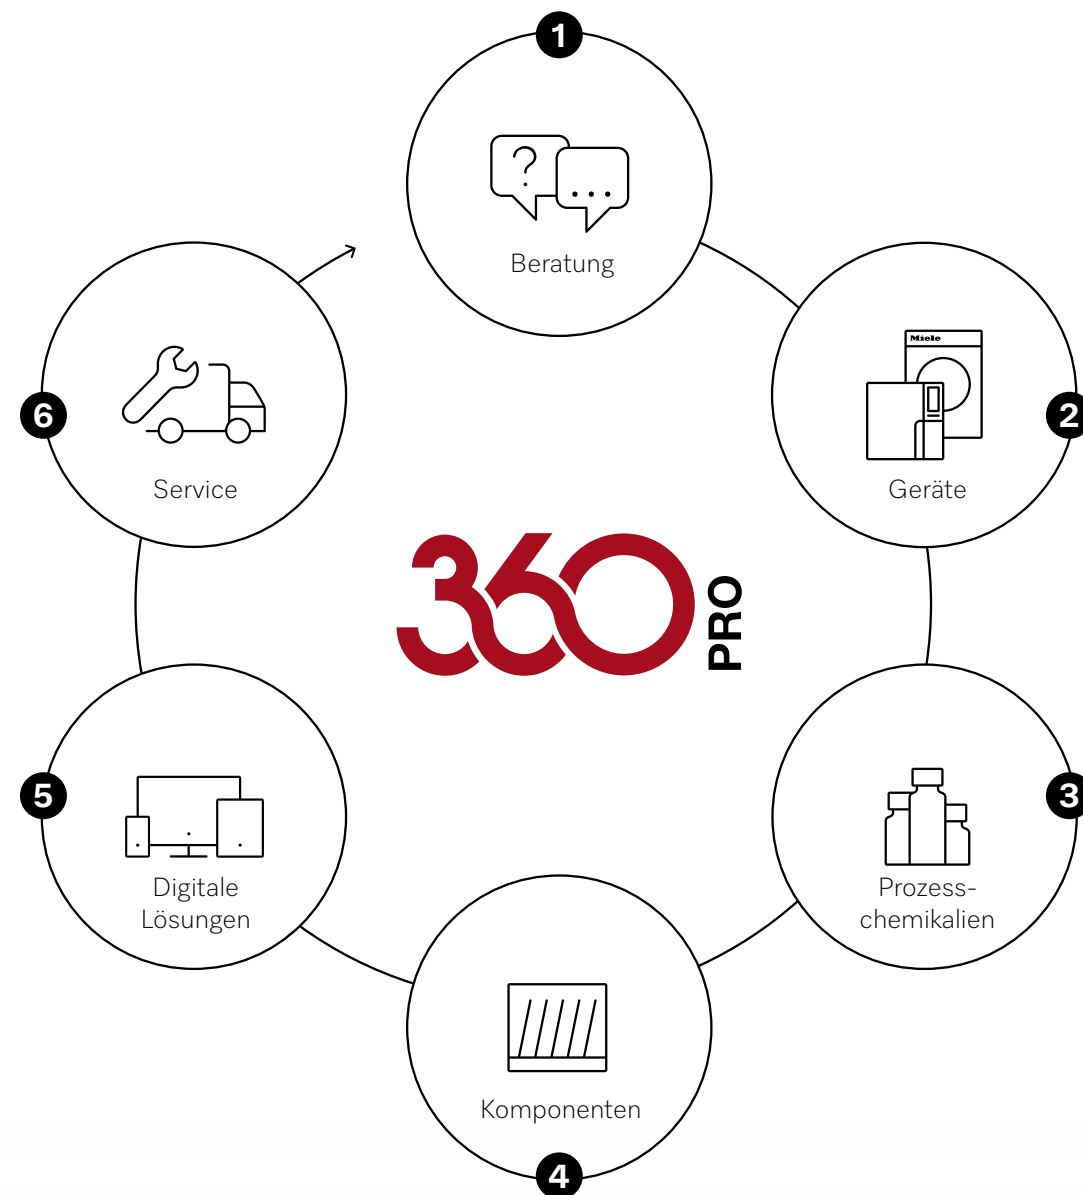 1
Beratung
2
Miele
Geräte
3
Prozess-
chemikalien
4
Komponenten
5
Digitale
Lösungen
6
Service
360 PRO